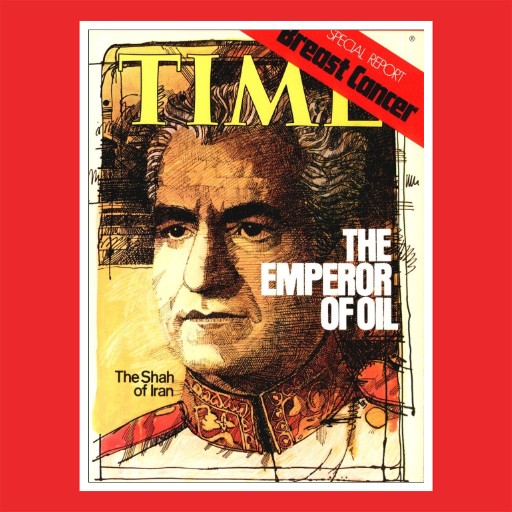 SPECIAL REPORT
Breast Cancer
®
TIME
THE
EMPEROR
OF OIL
The Shah
of Iran